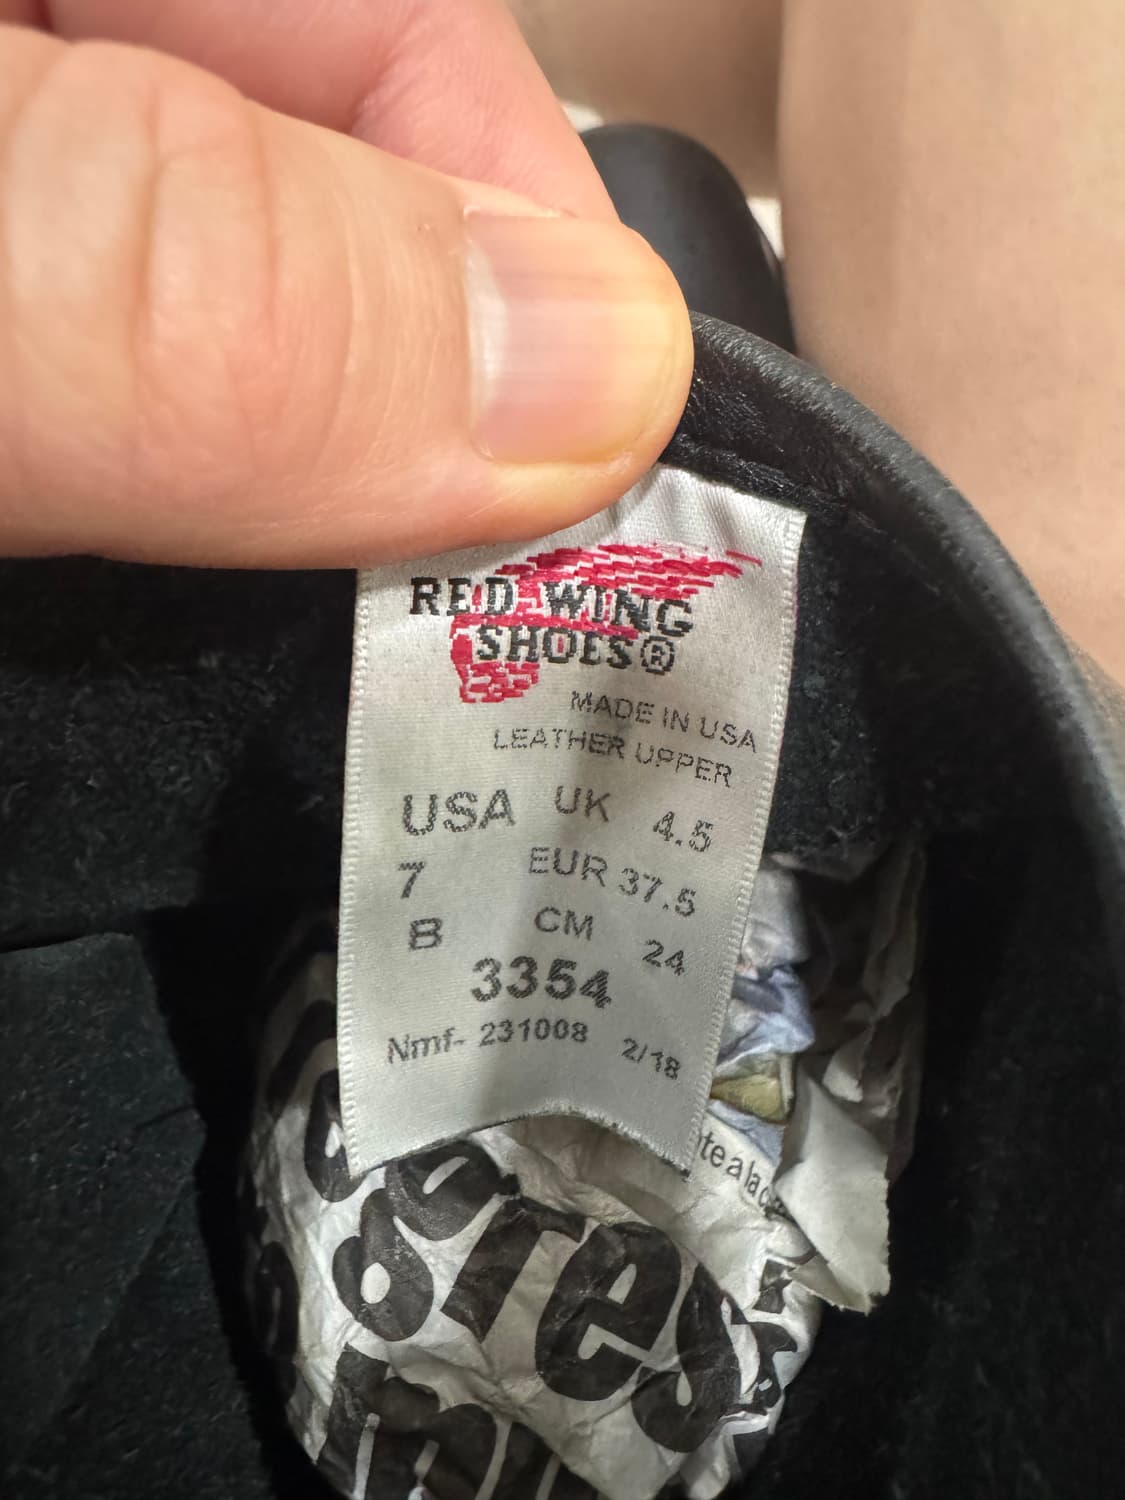 RED WING
SHOES®
MADE IN USA
LEATHER UPPER
USA UK 4.5
7 EUR 37.5
B CM 24
3354
Nmf- 231008 2/18